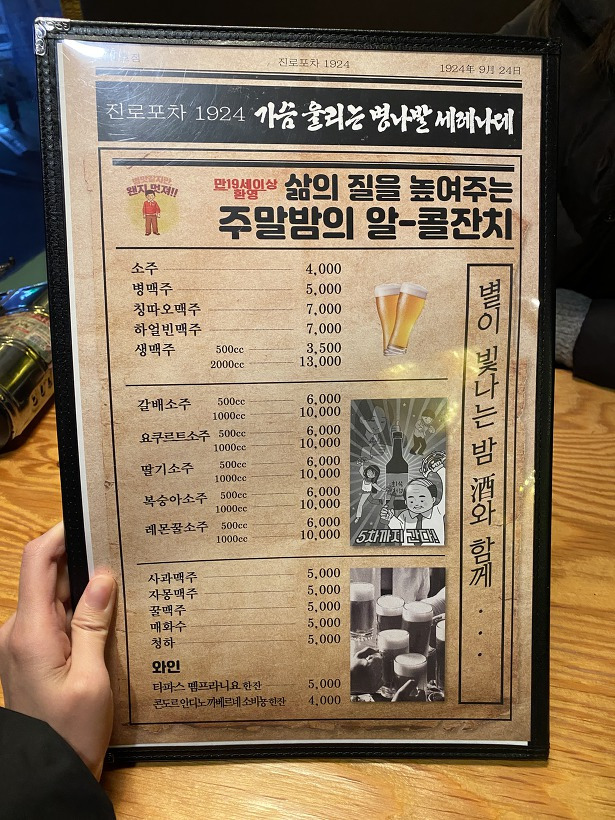 진로포차 1924
1924年 9月 24日
진로포차 1924 가슴 울리는 병나발 세레나데
왠지 멋져!!
만19세이상
환영
삶의 질을 높여주는
주말밤의 알-콜잔치
소주 4,000
병맥주 5,000
칭따오맥주 7,000
하얼빈맥주 7,000
생맥주 500cc 3,500
2000cc 13,000
갈배소주 500cc 6,000
1000cc 10,000
요쿠르트소주 500cc 6,000
1000cc 10,000
딸기소주 500cc 6,000
1000cc 10,000
복숭아소주 500cc 6,000
1000cc 10,000
레몬꿀소주 500cc 6,000
1000cc 10,000
5차까지 간다!
사과맥주 5,000
자몽맥주 5,000
꿀맥주 5,000
매화수 5,000
청하 5,000
와인
타파스 뗌프라니요 한잔 5,000
콘도르 안디노 까베르네 소비뇽 한잔 4,000
별이 빛나는 밤 酒와 함께 . . .